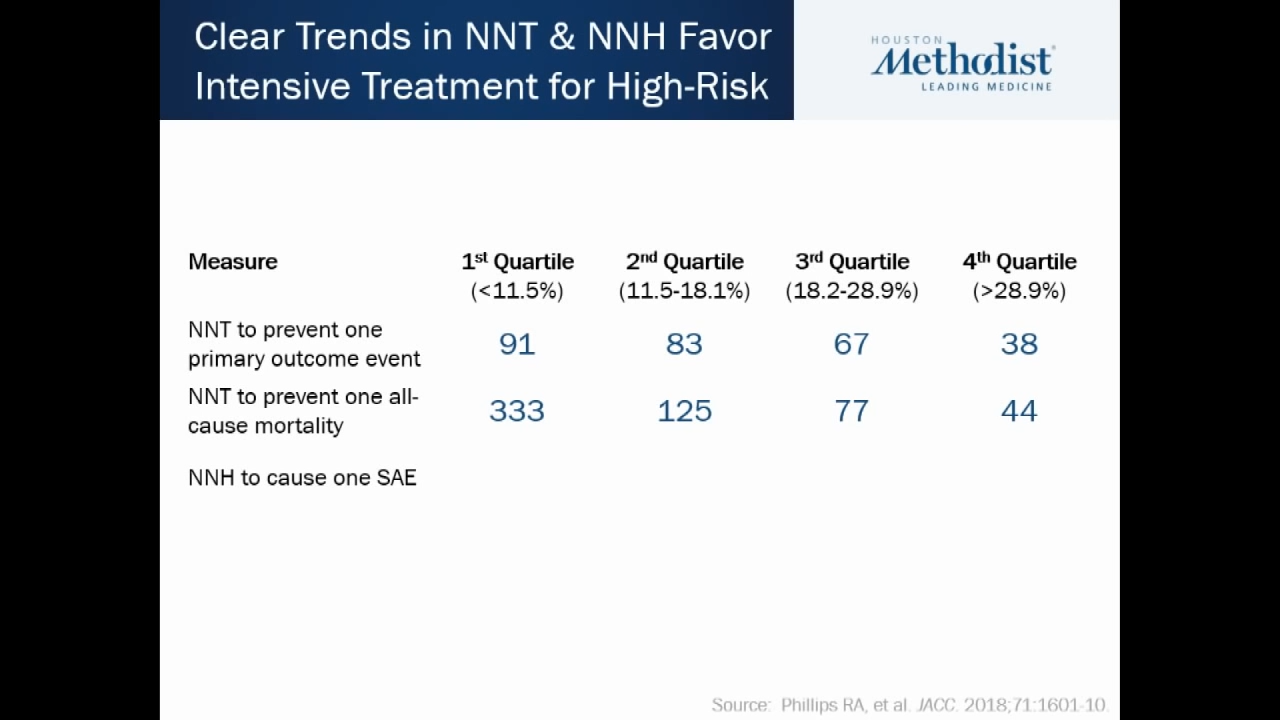 Clear Trends in NNT & NNH Favor
Intensive Treatment for High-Risk
HOUSTON
Methodist®
LEADING MEDICINE
Measure 1st Quartile 2nd Quartile 3rd Quartile 4th Quartile
(<11.5%) (11.5-18.1%) (18.2-28.9%) (>28.9%)
NNT to prevent one
primary outcome event 91 83 67 38
NNT to prevent one all-
cause mortality 333 125 77 44
NNH to cause one SAE
Source: Phillips RA, et al. JACC. 2018;71:1601-10.